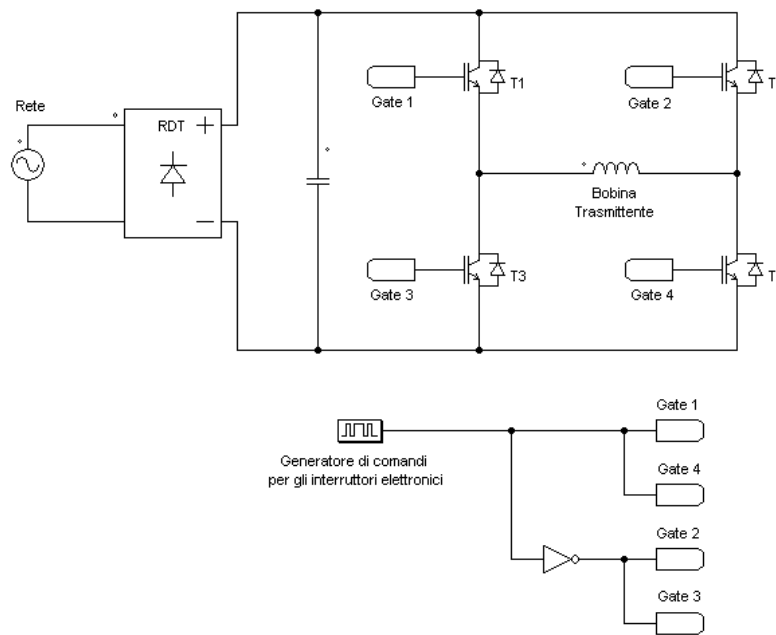 Rete
RDT
Gate 1
T1
Gate 2
T
Bobina
Trasmittente
Gate 3
T3
Gate 4
T
Generatore di comandi
per gli interruttori elettronici
Gate 1
Gate 4
Gate 2
Gate 3